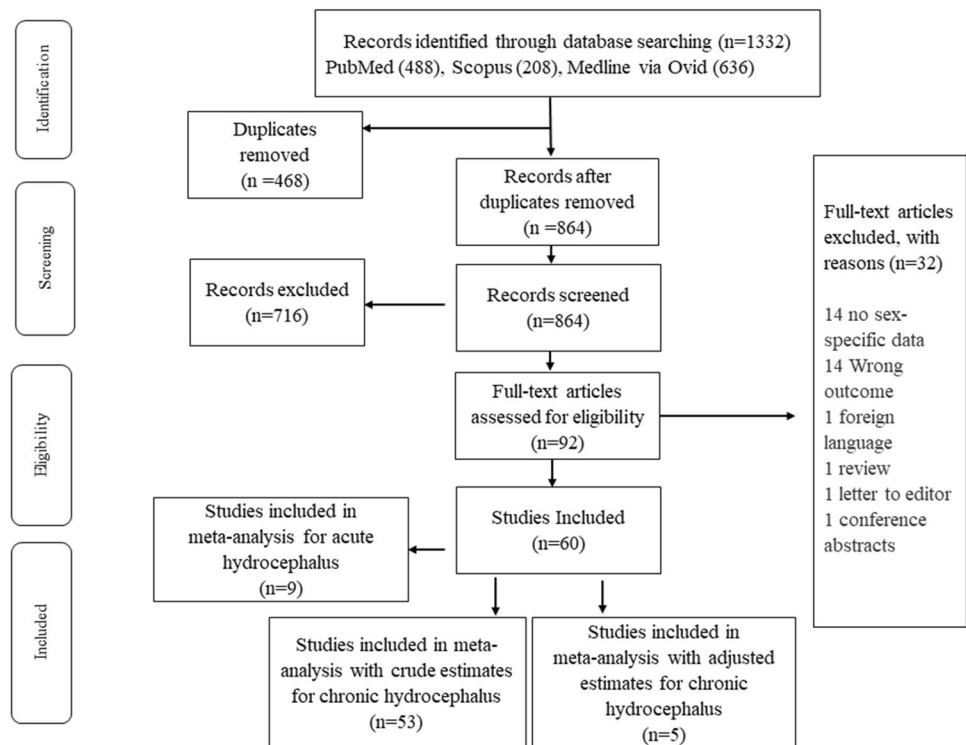 Identification
Records identified through database searching (n=1332)
PubMed (488), Scopus (208), Medline via Ovid (636)
Duplicates
removed
(n =468)
Records after
duplicates removed
(n =864)
Screening
Records excluded
(n=716)
Records screened
(n=864)
Full-text articles
excluded, with
reasons (n=32)
14 no sex-
specific data
14 Wrong
outcome
1 foreign
language
1 review
1 letter to editor
1 conference
abstracts
Eligibility
Full-text articles
assessed for eligibility
(n=92)
Studies Included
(n=60)
Included
Studies included in
meta-analysis for acute
hydrocephalus
(n=9)
Studies included in meta-
analysis with crude estimates
for chronic hydrocephalus
(n=53)
Studies included in
meta-analysis with adjusted
estimates for chronic
hydrocephalus
(n=5)